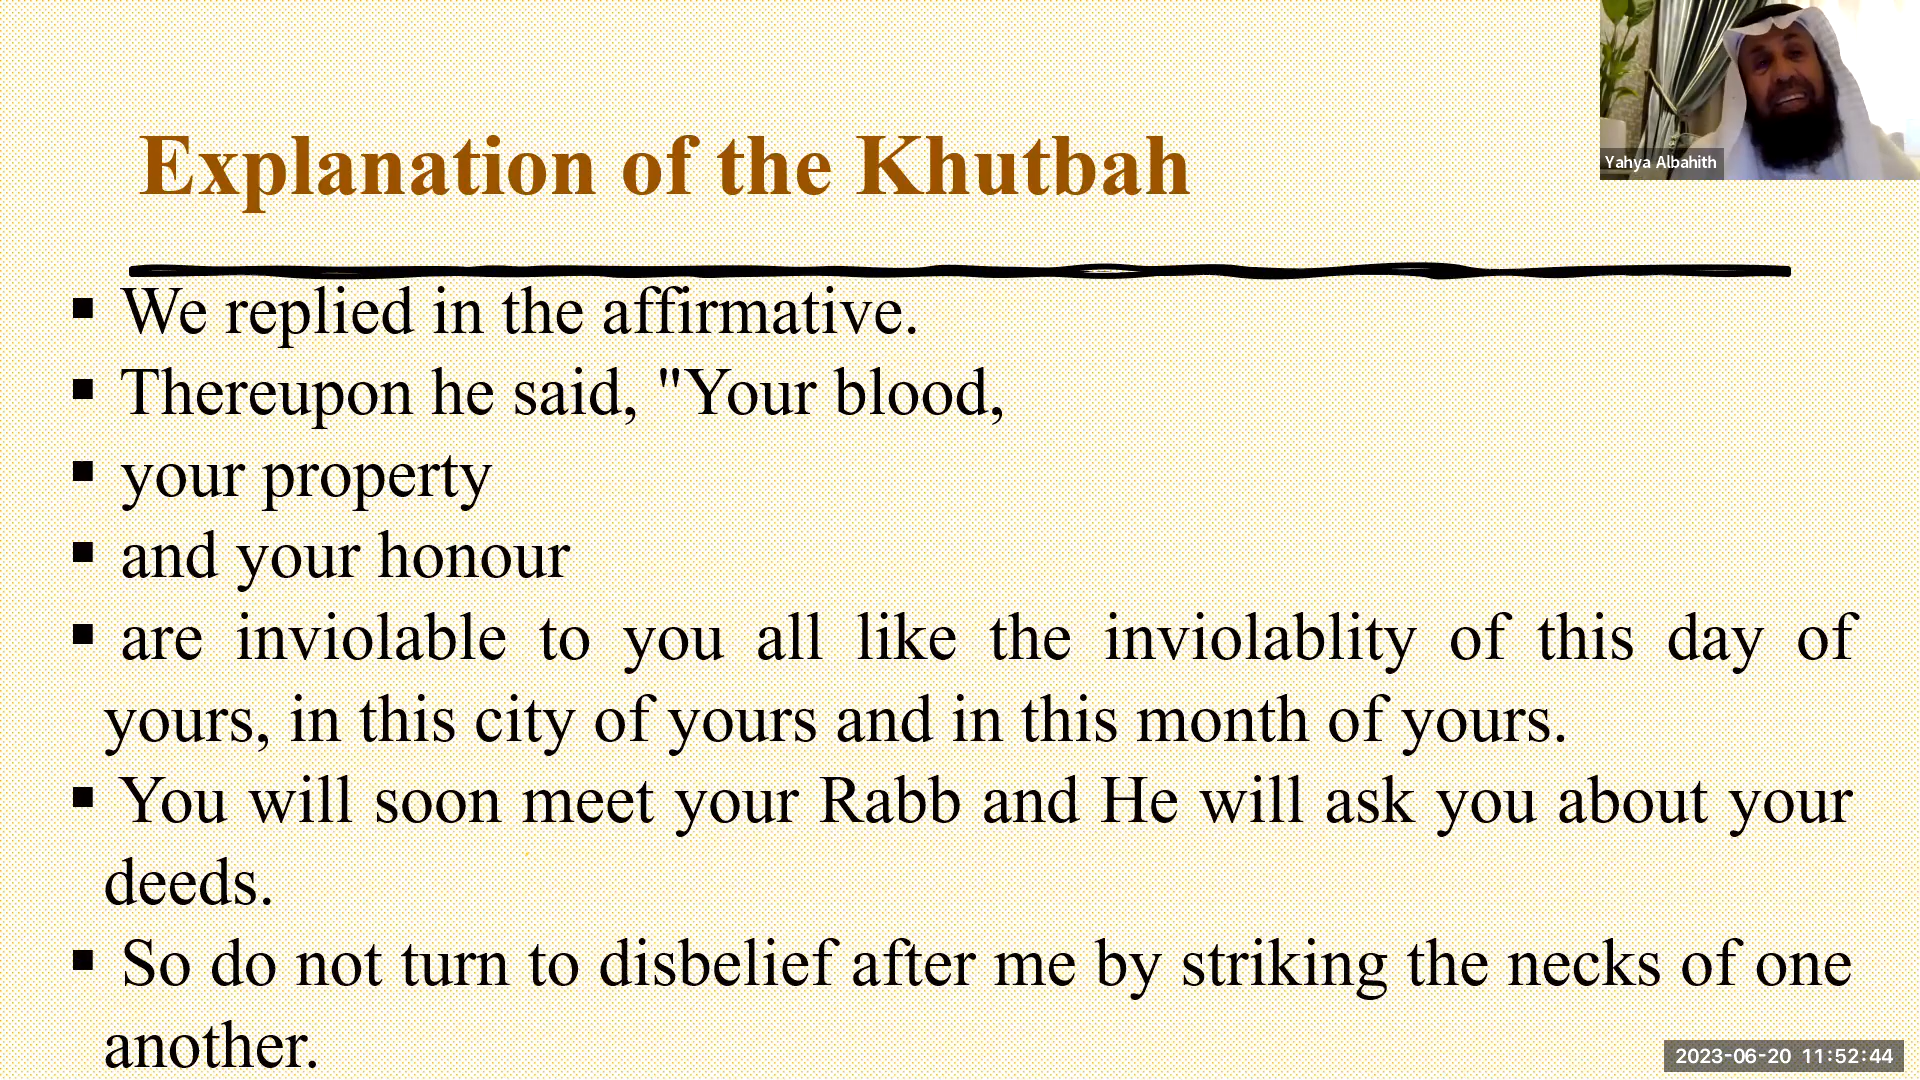 Explanation of the Khutbah
Yahya Albahith
▪ We replied in the affirmative.
▪ Thereupon he said, "Your blood,
▪ your property
▪ and your honour
▪ are inviolable to you all like the inviolablity of this day of
yours, in this city of yours and in this month of yours.
▪ You will soon meet your Rabb and He will ask you about your
deeds.
▪ So do not turn to disbelief after me by striking the necks of one
another.
2023-06-20 11:52:44